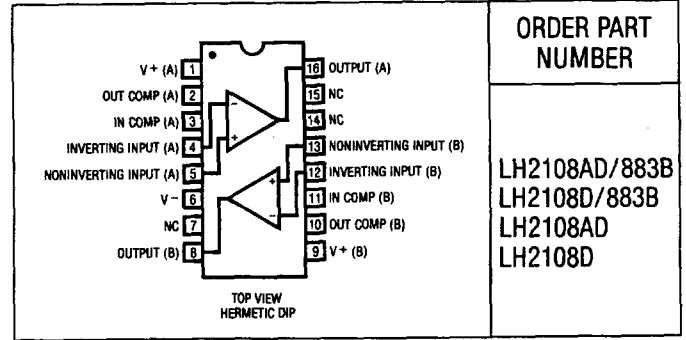 V+ (A) 1
OUT COMP (A) 2
IN COMP (A) 3
INVERTING INPUT (A) 4
NONINVERTING INPUT (A) 5
V− 6
NC 7
OUTPUT (B) 8
16 OUTPUT (A)
15 NC
14 NC
13 NONINVERTING INPUT (B)
12 INVERTING INPUT (B)
11 IN COMP (B)
10 OUT COMP (B)
9 V+ (B)
−
+
+
−
TOP VIEW
HERMETIC DIP
ORDER PART
NUMBER
LH2108AD/883B
LH2108D/883B
LH2108AD
LH2108D